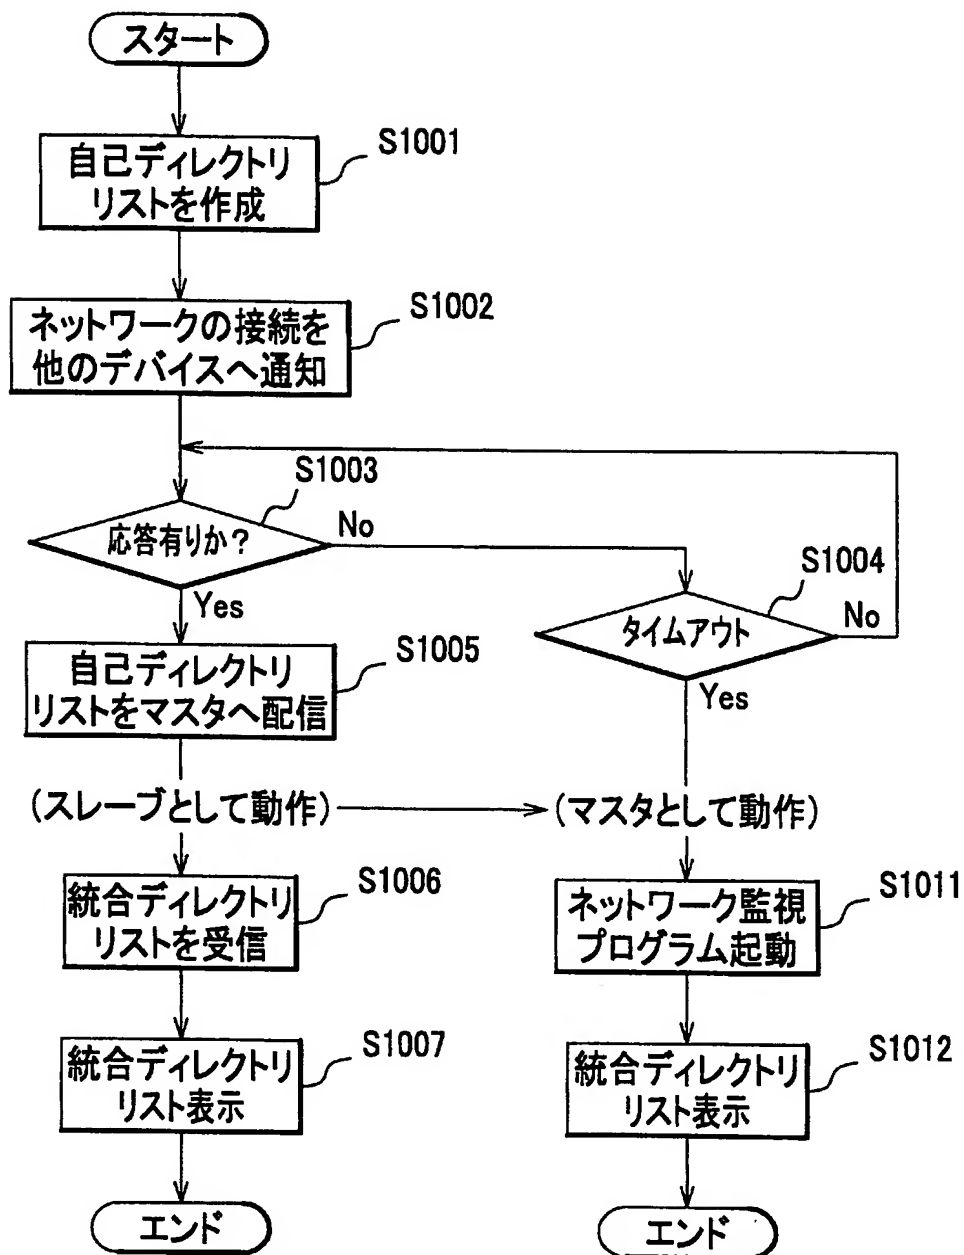 スタート
自己ディレクトリ
リストを作成
S1001
ネットワークの接続を
他のデバイスへ通知
S1002
応答有りか?
S1003
No
Yes
タイムアウト
S1004
No
Yes
自己ディレクトリ
リストをマスタへ配信
S1005
(スレーブとして動作)
(マスタとして動作)
統合ディレクトリ
リストを受信
S1006
ネットワーク監視
プログラム起動
S1011
統合ディレクトリ
リスト表示
S1007
統合ディレクトリ
リスト表示
S1012
エンド
エンド